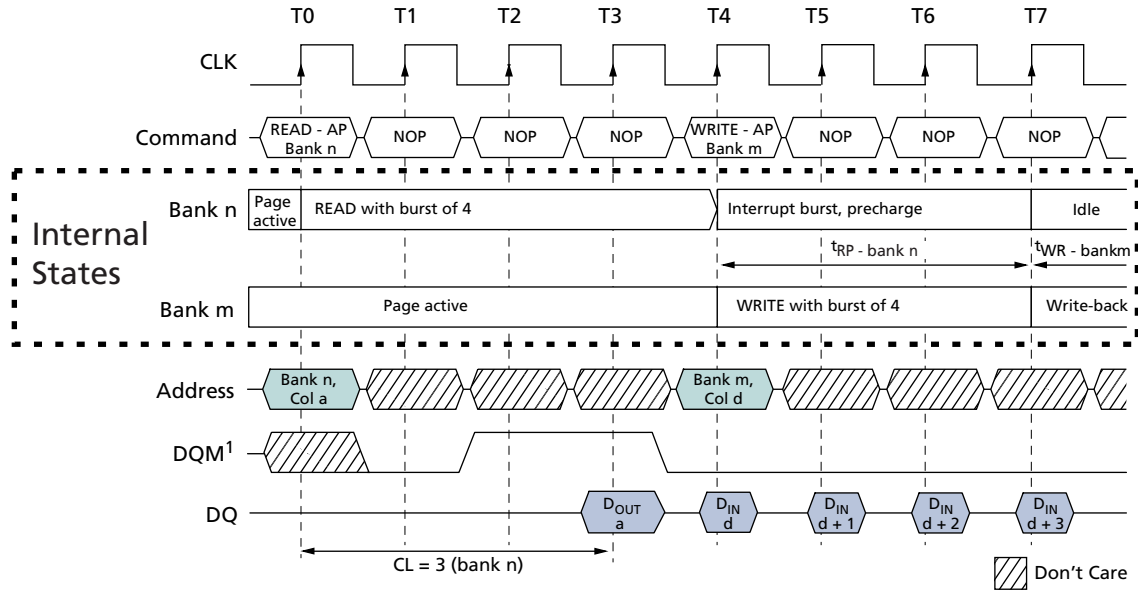 T0 T1 T2 T3 T4 T5 T6 T7
CLK
Command
READ - AP
Bank n
NOP
NOP
NOP
WRITE - AP
Bank m
NOP
NOP
NOP
Internal
States
Bank n
Page
active
READ with burst of 4
Interrupt burst, precharge
Idle
tRP - bank n
tWR - bankm
Bank m
Page active
WRITE with burst of 4
Write-back
Address
Bank n,
Col a
Bank m,
Col d
DQM1
DQ
DOUT
a
DIN
d
DIN
d + 1
DIN
d + 2
DIN
d + 3
CL = 3 (bank n)
Don't Care